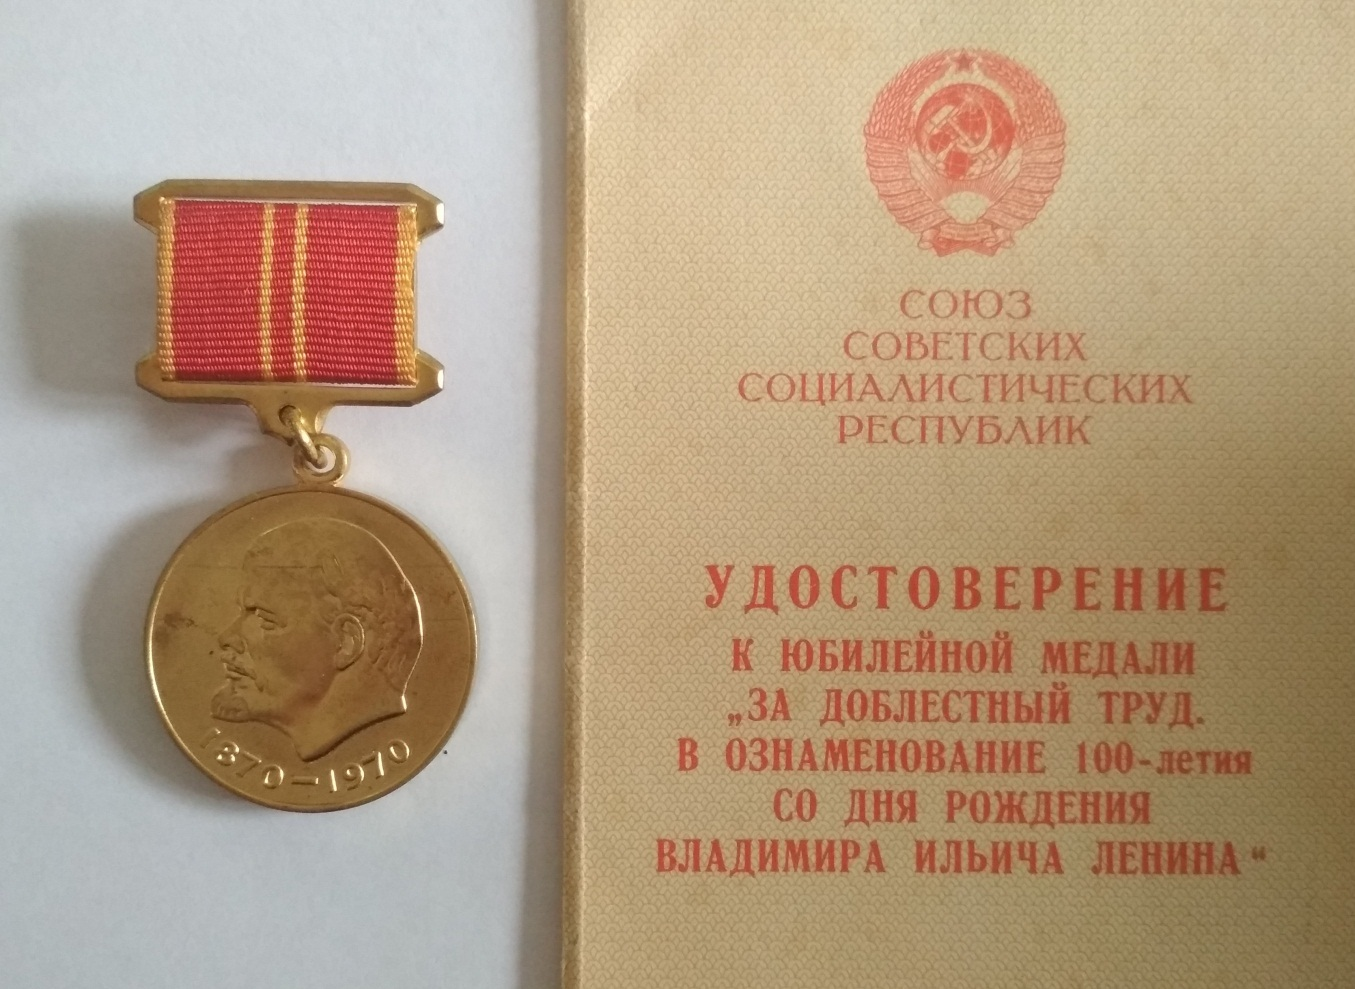 1870–1970
СОЮЗ
СОВЕТСКИХ
СОЦИАЛИСТИЧЕСКИХ
РЕСПУБЛИК
УДОСТОВЕРЕНИЕ
К ЮБИЛЕЙНОЙ МЕДАЛИ
„ЗА ДОБЛЕСТНЫЙ ТРУД.
В ОЗНАМЕНОВАНИЕ 100-летия
СО ДНЯ РОЖДЕНИЯ
ВЛАДИМИРА ИЛЬИЧА ЛЕНИНА“